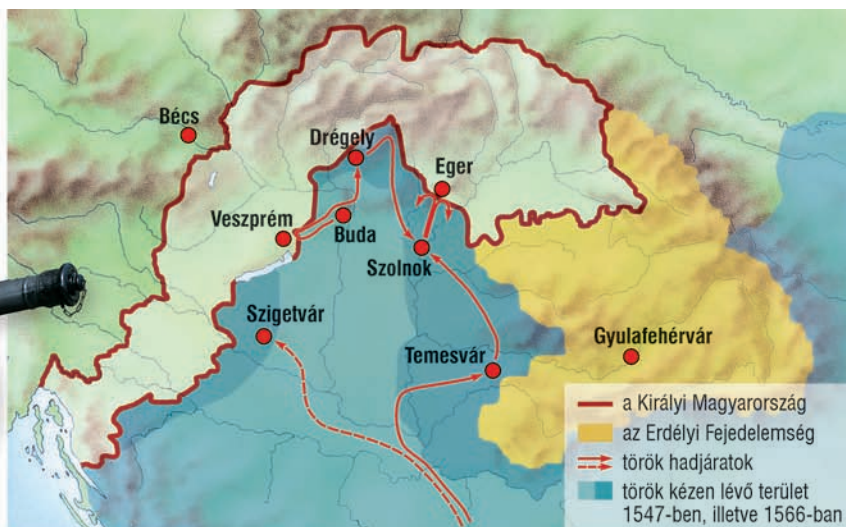 Bécs
Drégely
Eger
Veszprém
Buda
Szolnok
Szigetvár
Temesvár
Gyulafehérvár
a Királyi Magyarország
az Erdélyi Fejedelemség
török hadjáratok
török kézen lévő terület
1547-ben, illetve 1566-ban